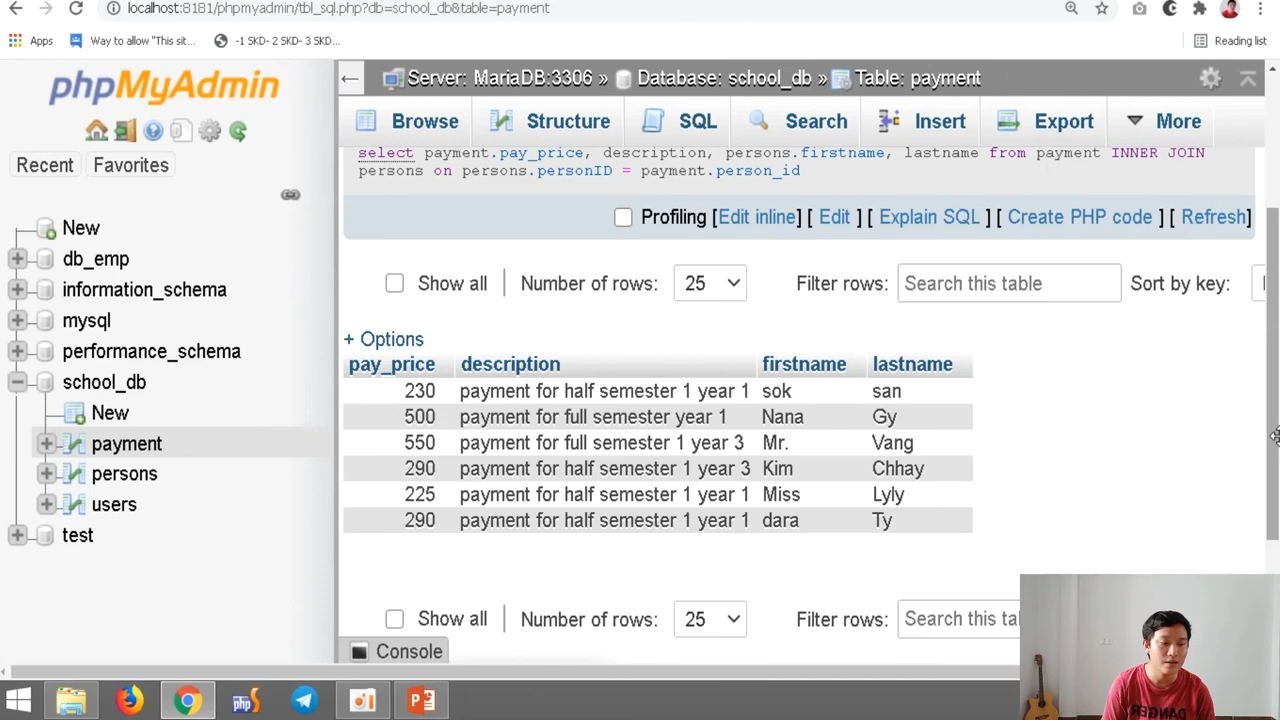 localhost:8181/phpmyadmin/tbl_sql.php?db=school_db&table=payment
Apps Way to allow "This sit... -1 SKD- 2 SKD- 3 SKD... Reading list
phpMyAdmin
Recent Favorites
New
db_emp
information_schema
mysql
performance_schema
school_db
New
payment
persons
users
test
Server: MariaDB:3306 » Database: school_db » Table: payment
Browse Structure SQL Search Insert Export More
select payment.pay_price, description, persons.firstname, lastname from payment INNER JOIN
persons on persons.personID = payment.person_id
Profiling [Edit inline] [ Edit ] [ Explain SQL ] [ Create PHP code ] [ Refresh]
Show all Number of rows: 25 Filter rows: Search this table Sort by key:
+ Options
pay_price description firstname lastname
230 payment for half semester 1 year 1 sok san
500 payment for full semester year 1 Nana Gy
550 payment for full semester 1 year 3 Mr. Vang
290 payment for half semester 1 year 3 Kim Chhay
225 payment for half semester 1 year 1 Miss Lyly
290 payment for half semester 1 year 1 dara Ty
Show all Number of rows: 25 Filter rows: Search this tal
Console
php
DANGER